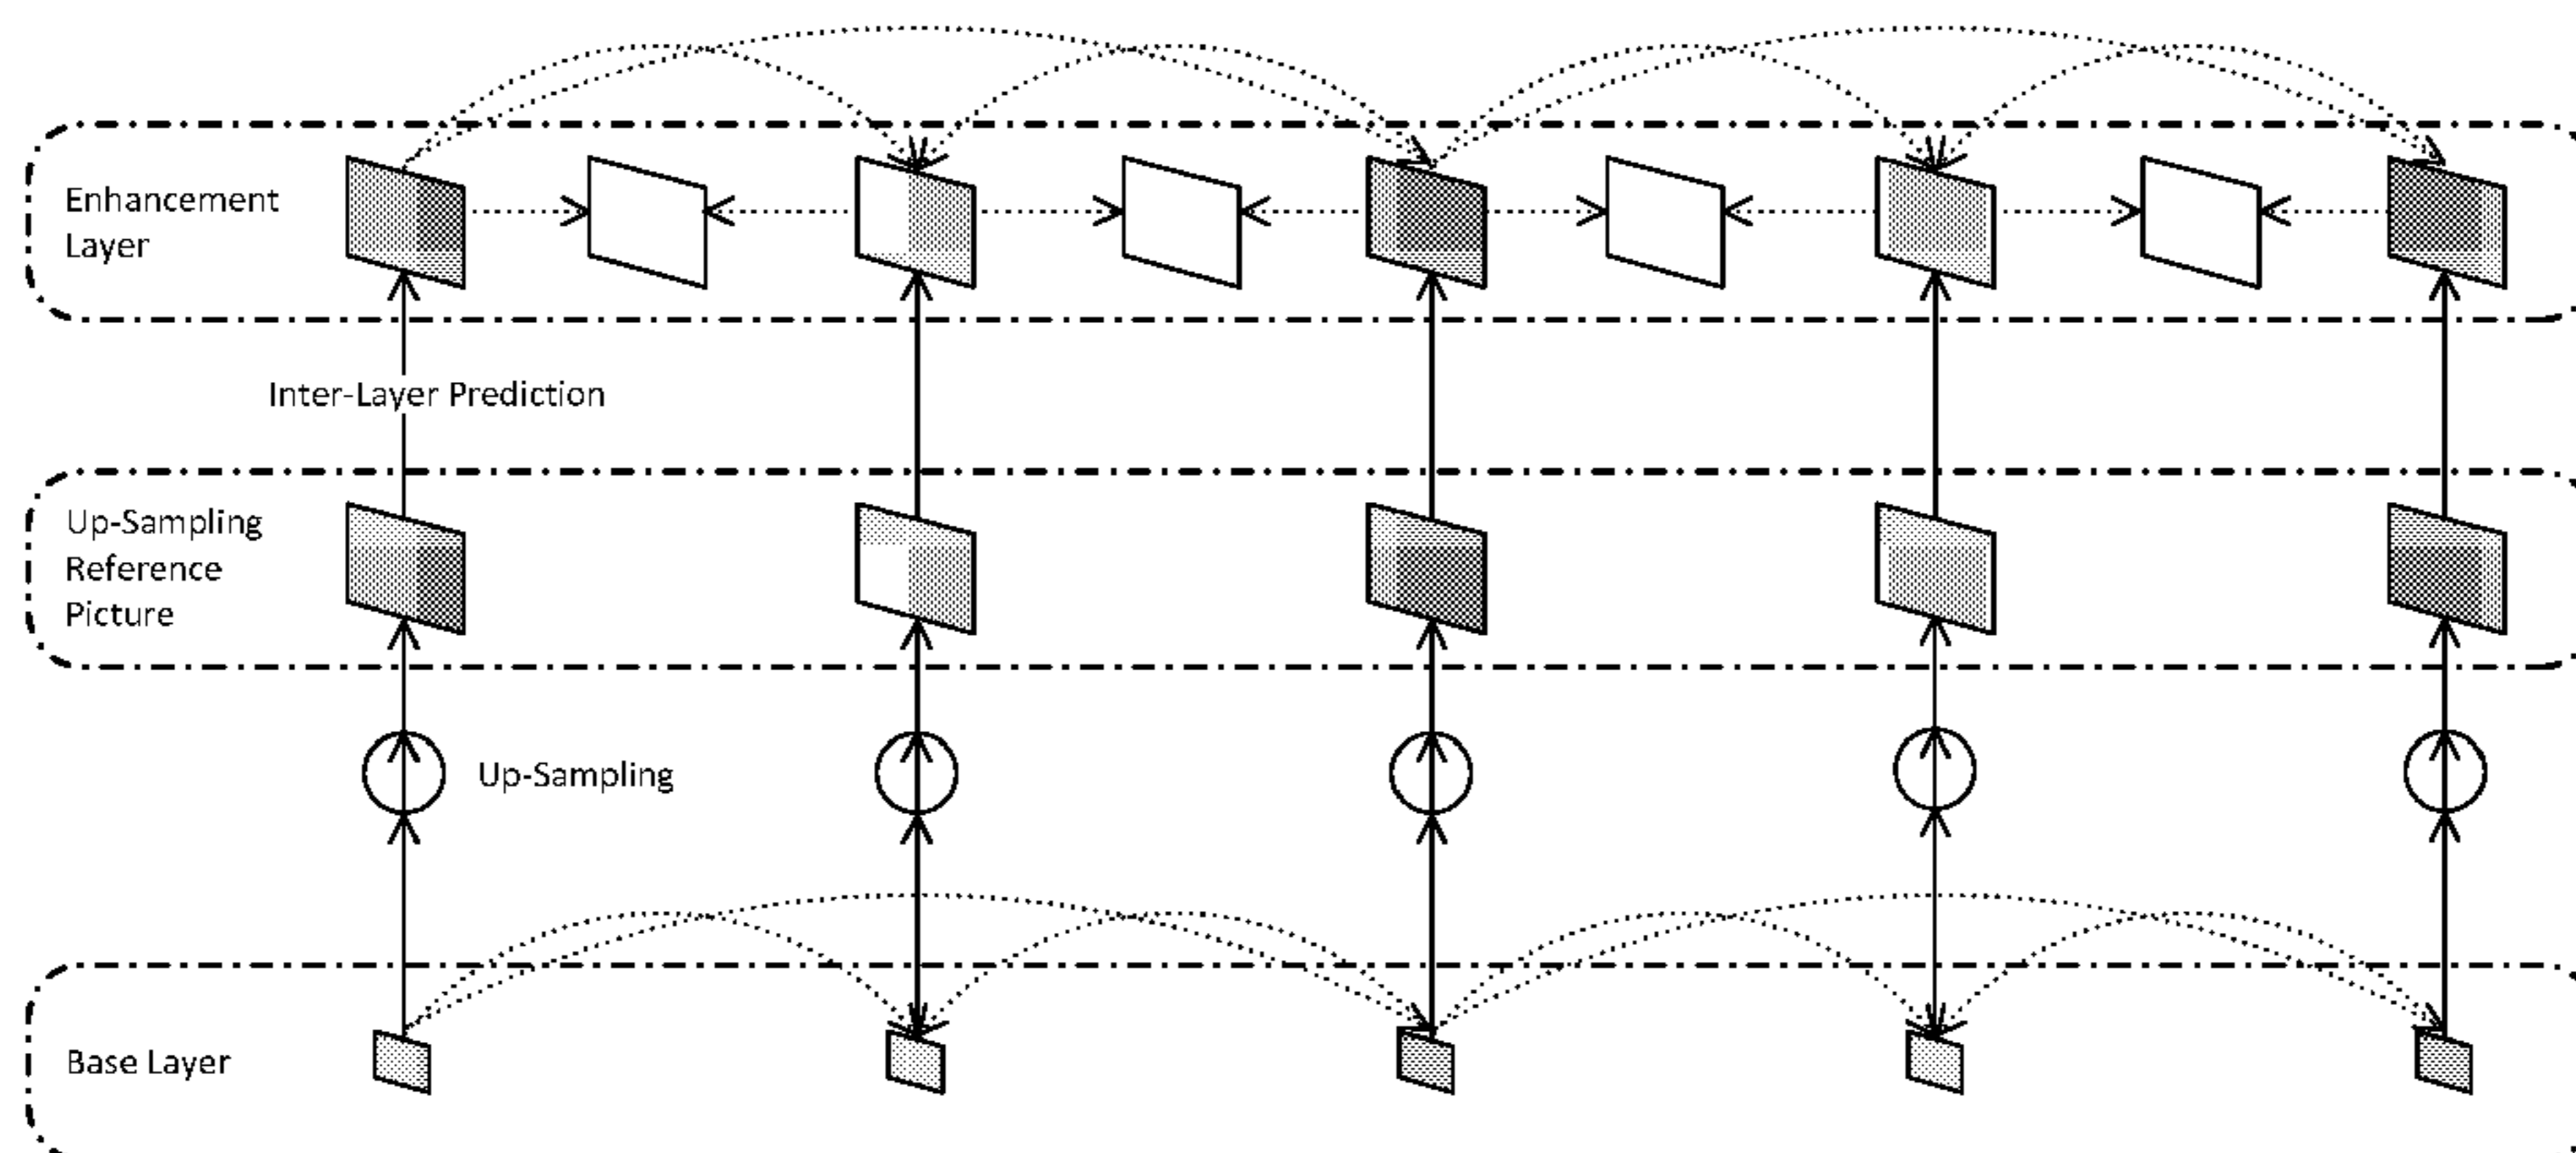 Enhancement
Layer
Inter-Layer Prediction
Up-Sampling
Reference
Picture
Up-Sampling
Base Layer